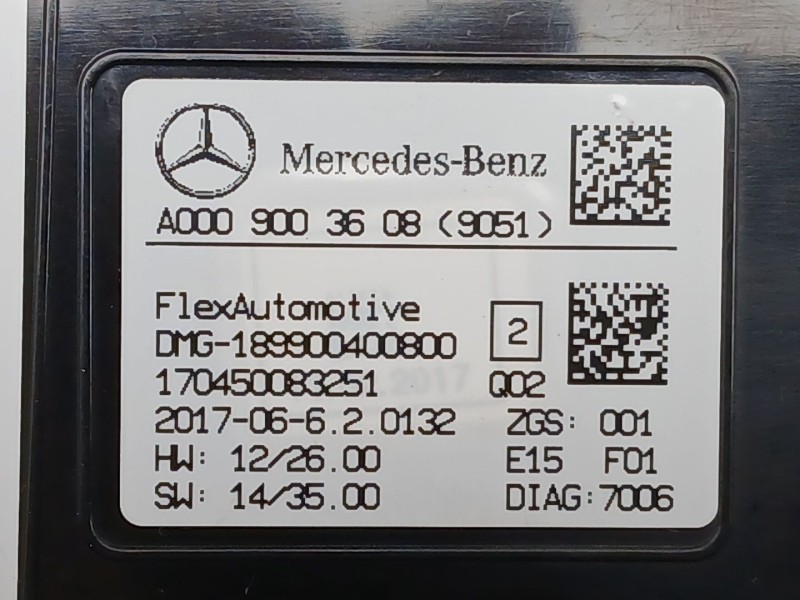 Mercedes-Benz
A000 900 36 08 (9051)
FlexAutomotive
DMG-189900400800 2
170450083251 Q02
2017-06-6.2.0132 ZGS: 001
HW: 12/26.00 E15 F01
SW: 14/35.00 DIAG:7006